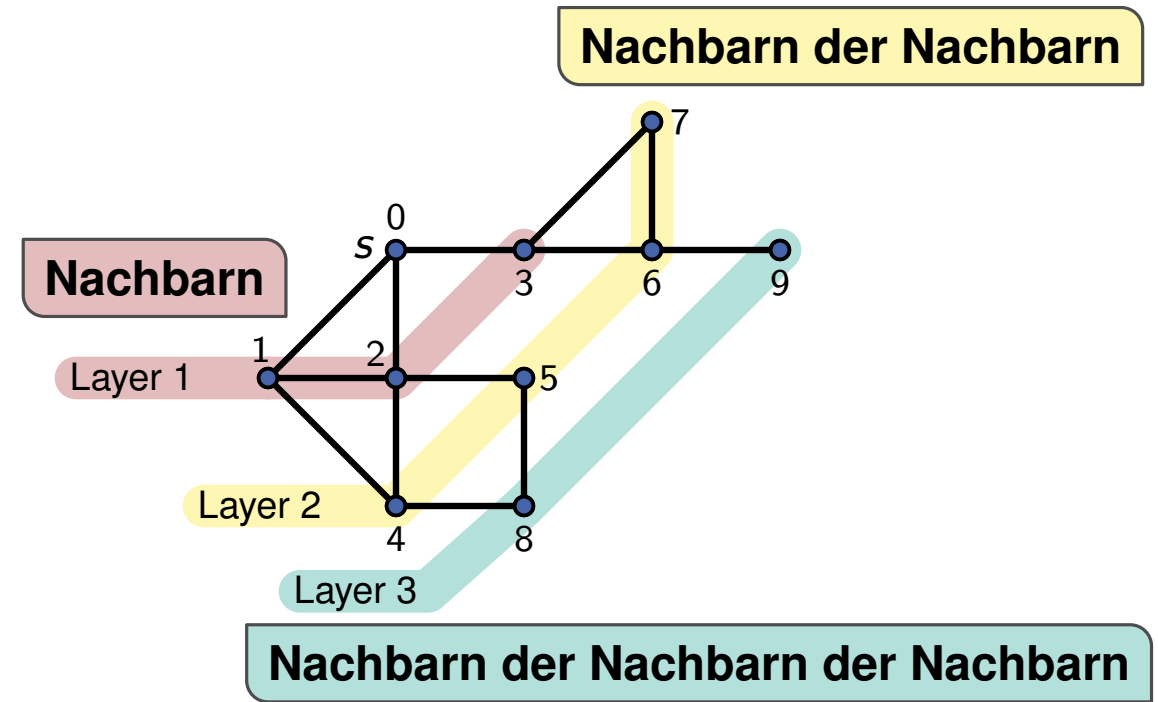 Nachbarn der Nachbarn
7
0
s
Nachbarn
3
6
9
1
2
Layer 1
5
Layer 2
4
8
Layer 3
Nachbarn der Nachbarn der Nachbarn